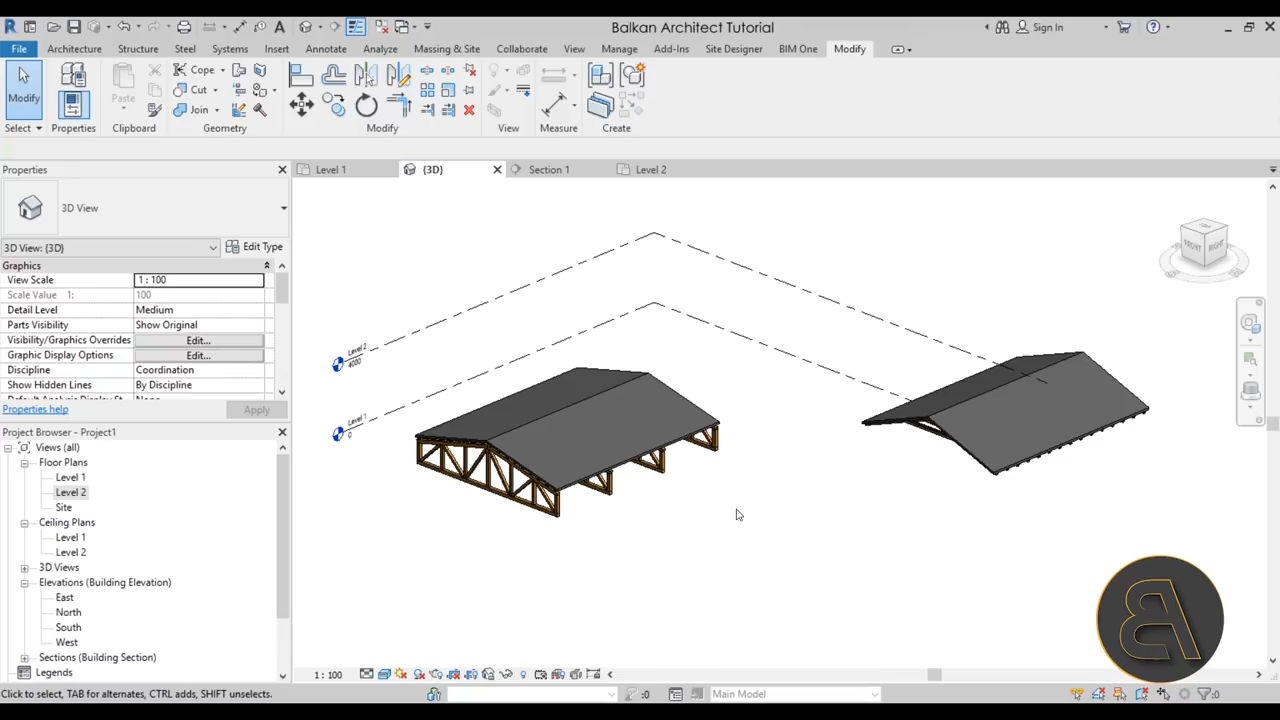 Balkan Architect Tutorial
Sign In
File Architecture Structure Steel Systems Insert Annotate Analyze Massing & Site Collaborate View Manage Add-Ins Site Designer BIM One Modify
Modify Paste Cope Cut Join
Select Properties Clipboard Geometry Modify View Measure Create
Properties
Level 1 {3D} Section 1 Level 2
3D View
3D View: {3D} Edit Type
Graphics
View Scale 1 : 100
Scale Value 1: 100
Detail Level Medium
Parts Visibility Show Original
Visibility/Graphics Overrides Edit...
Graphic Display Options Edit...
Discipline Coordination
Show Hidden Lines By Discipline
Properties help Apply
Project Browser - Project1
Views (all)
Floor Plans
Level 1
Level 2
Site
Ceiling Plans
Level 1
Level 2
3D Views
Elevations (Building Elevation)
East
North
South
West
Sections (Building Section)
Legends
Level 2
4000
Level 1
0
FRONT RIGHT
1 : 100
Click to select, TAB for alternates, CTRL adds, SHIFT unselects.
:0 Main Model :0